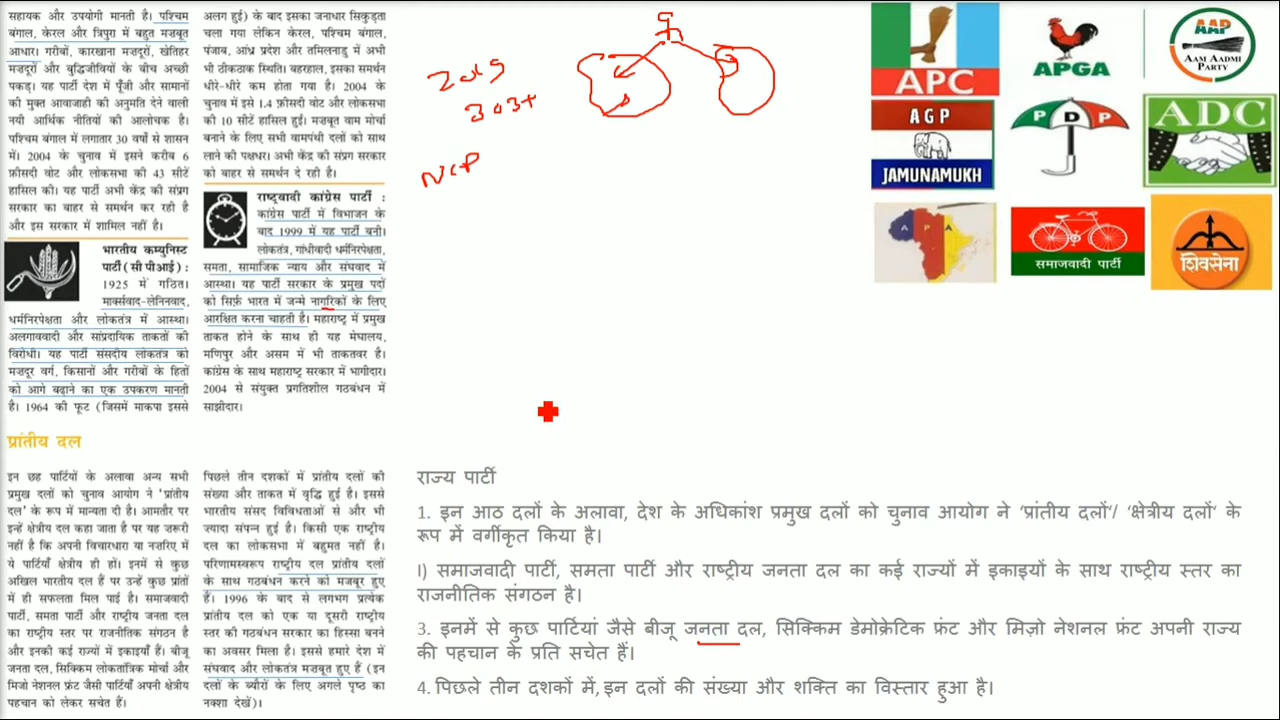 सहायक और उपयोगी मानती है। पश्चिम
बंगाल, केरल और त्रिपुरा में बहुत मजबूत
आधार। गरीबों, कारखाना मजदूरों, खेतिहर
मजदूरों और बुद्धिजीवियों के बीच अच्छी
पकड़। यह पार्टी देश में पूँजी और सामानों
की मुक्त आवाजाही की अनुमति देने वाली
नयी आर्थिक नीतियों की आलोचक है।
पश्चिम बंगाल में लगातार 30 वर्षों से शासन
में। 2004 के चुनाव में इसने करीब 6
फ़ीसदी वोट और लोकसभा की 43 सीटें
हासिल कीं। यह पार्टी अभी केंद्र की संप्रग
सरकार का बाहर से समर्थन कर रही है
और इस सरकार में शामिल नहीं है।
भारतीय कम्युनिस्ट
पार्टी (सीपीआई) :
1925 में गठित।
मार्क्सवाद-लेनिनवाद,
धर्मनिरपेक्षता और लोकतंत्र में आस्था।
अलगाववादी और सांप्रदायिक ताकतों की
विरोधी। यह पार्टी संसदीय लोकतंत्र को
मजदूर वर्ग, किसानों और गरीबों के हितों
को आगे बढ़ाने का एक उपकरण मानती
है। 1964 की फूट (जिसमें माकपा इससे
अलग हुई) के बाद इसका जनाधार सिकुड़ता
चला गया लेकिन केरल, पश्चिम बंगाल,
पंजाब, आंध्र प्रदेश और तमिलनाडु में अभी
भी ठीकठाक स्थिति। बहरहाल, इसका समर्थन
धीरे-धीरे कम होता गया है। 2004 के
चुनाव में इसे 1.4 फ़ीसदी वोट और लोकसभा
की 10 सीटें हासिल हुईं। मजबूत वाम मोर्चा
बनाने के लिए सभी वामपंथी दलों को साथ
लाने की पक्षधर। अभी केंद्र की संप्रग सरकार
को बाहर से समर्थन दे रही है।
राष्ट्रवादी कांग्रेस पार्टी :
कांग्रेस पार्टी में विभाजन के
बाद 1999 में यह पार्टी बनी।
लोकतंत्र, गांधीवादी धर्मनिरपेक्षता,
समता, सामाजिक न्याय और संघवाद में
आस्था। यह पार्टी सरकार के प्रमुख पदों
को सिर्फ़ भारत में जन्मे नागरिकों के लिए
आरक्षित करना चाहती है। महाराष्ट्र में प्रमुख
ताकत होने के साथ ही यह मेघालय,
मणिपुर और असम में भी ताकतवर है।
कांग्रेस के साथ महाराष्ट्र सरकार में भागीदार।
2004 से संयुक्त प्रगतिशील गठबंधन में
साझीदार।
2019
303+
NCP
APC
APGA
AAP
AAM AADMI
PARTY
AGP
JAMUNAMUKH
PDP
ADC
APA
समाजवादी पार्टी
शिवसेना
प्रांतीय दल
इन छह पार्टियों के अलावा अन्य सभी
प्रमुख दलों को चुनाव आयोग ने 'प्रांतीय
दल' के रूप में मान्यता दी है। आमतौर पर
इन्हें क्षेत्रीय दल कहा जाता है पर यह ज़रूरी
नहीं है कि अपनी विचारधारा या नज़रिए में
ये पार्टियाँ क्षेत्रीय ही हों। इनमें से कुछ
अखिल भारतीय दल हैं पर उन्हें कुछ प्रांतों
में ही सफलता मिल पाई है। समाजवादी
पार्टी, समता पार्टी और राष्ट्रीय जनता दल
का राष्ट्रीय स्तर पर राजनीतिक संगठन है
और इनकी कई राज्यों में इकाइयाँ हैं। बीजू
जनता दल, सिक्किम लोकतांत्रिक मोर्चा और
मिजो नेशनल फ्रंट जैसी पार्टियाँ अपनी क्षेत्रीय
पहचान को लेकर सचेत हैं।
पिछले तीन दशकों में प्रांतीय दलों की
संख्या और ताकत में वृद्धि हुई है। इससे
भारतीय संसद विविधताओं से और भी
ज्यादा संपन्न हुई है। किसी एक राष्ट्रीय
दल का लोकसभा में बहुमत नहीं है।
परिणामस्वरूप राष्ट्रीय दल प्रांतीय दलों
के साथ गठबंधन करने को मजबूर हुए
हैं। 1996 के बाद से लगभग प्रत्येक
प्रांतीय दल को एक या दूसरी राष्ट्रीय
स्तर की गठबंधन सरकार का हिस्सा बनने
का अवसर मिला है। इससे हमारे देश में
संघवाद और लोकतंत्र मजबूत हुए हैं (इन
दलों के ब्यौरों के लिए अगले पृष्ठ का
नक्शा देखें)।
राज्य पार्टी
1. इन आठ दलों के अलावा, देश के अधिकांश प्रमुख दलों को चुनाव आयोग ने ‘प्रांतीय दलों’/ ‘क्षेत्रीय दलों‘ के
रूप में वर्गीकृत किया है।
।) समाजवादी पार्टी, समता पार्टी और राष्ट्रीय जनता दल का कई राज्यों में इकाइयों के साथ राष्ट्रीय स्तर का
राजनीतिक संगठन है।
3. इनमें से कुछ पार्टियां जैसे बीजू जनता दल, सिक्किम डेमोक्रेटिक फ्रंट और मिज़ो नेशनल फ्रंट अपनी राज्य
की पहचान के प्रति सचेत हैं।
4. पिछले तीन दशकों में, इन दलों की संख्या और शक्ति का विस्तार हुआ है।